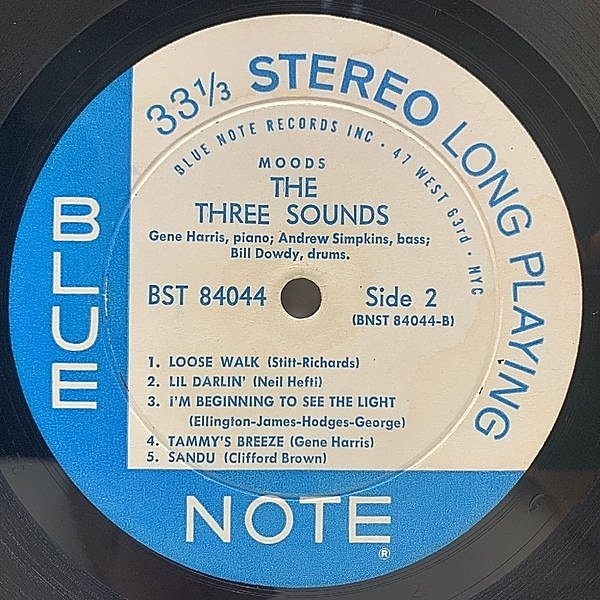 33⅓ STEREO LONG PLAYING
BLUE NOTE RECORDS INC · 47 WEST 63rd · NYC
MOODS
THE
THREE SOUNDS
Gene Harris, piano; Andrew Simpkins, bass;
Bill Dowdy, drums.
BST 84044 Side 2
(BNST 84044-B)
1. LOOSE WALK (Stitt-Richards)
2. LIL DARLIN' (Neil Hefti)
3. I'M BEGINNING TO SEE THE LIGHT
(Ellington-James-Hodges-George)
4. TAMMY'S BREEZE (Gene Harris)
5. SANDU (Clifford Brown)
BLUE
NOTE®